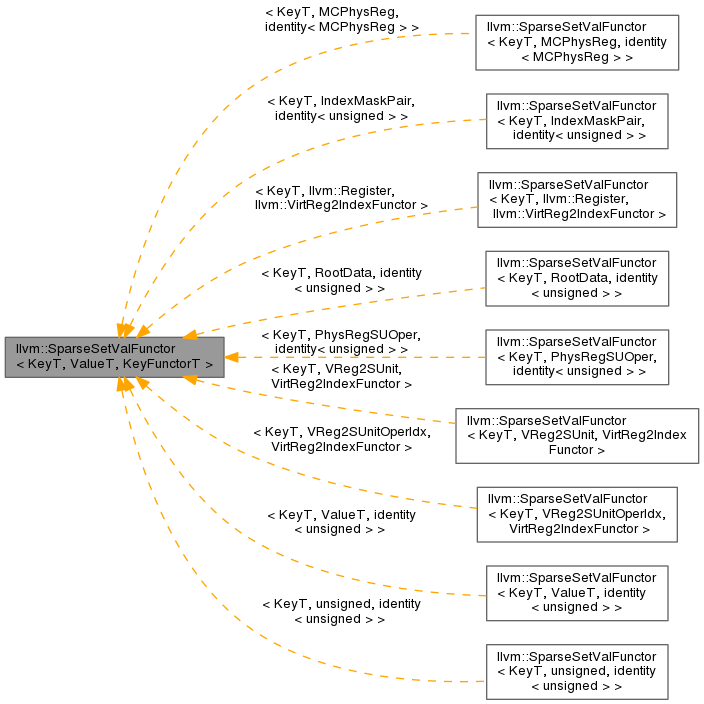 < KeyT, MCPhysReg,
identity< MCPhysReg > >
llvm::SparseSetValFunctor
< KeyT, MCPhysReg, identity
< MCPhysReg > >
< KeyT, IndexMaskPair,
identity< unsigned > >
llvm::SparseSetValFunctor
< KeyT, IndexMaskPair,
identity< unsigned > >
< KeyT, llvm::Register,
llvm::VirtReg2IndexFunctor >
llvm::SparseSetValFunctor
< KeyT, llvm::Register,
llvm::VirtReg2IndexFunctor >
< KeyT, RootData, identity
< unsigned > >
llvm::SparseSetValFunctor
< KeyT, RootData, identity
< unsigned > >
llvm::SparseSetValFunctor
< KeyT, ValueT, KeyFunctorT >
< KeyT, PhysRegSUOper,
identity< unsigned > >
llvm::SparseSetValFunctor
< KeyT, PhysRegSUOper,
identity< unsigned > >
< KeyT, VReg2SUnit,
VirtReg2IndexFunctor >
llvm::SparseSetValFunctor
< KeyT, VReg2SUnit, VirtReg2Index
Functor >
< KeyT, VReg2SUnitOperIdx,
VirtReg2IndexFunctor >
llvm::SparseSetValFunctor
< KeyT, VReg2SUnitOperIdx,
VirtReg2IndexFunctor >
< KeyT, ValueT, identity
< unsigned > >
llvm::SparseSetValFunctor
< KeyT, ValueT, identity
< unsigned > >
< KeyT, unsigned, identity
< unsigned > >
llvm::SparseSetValFunctor
< KeyT, unsigned, identity
< unsigned > >